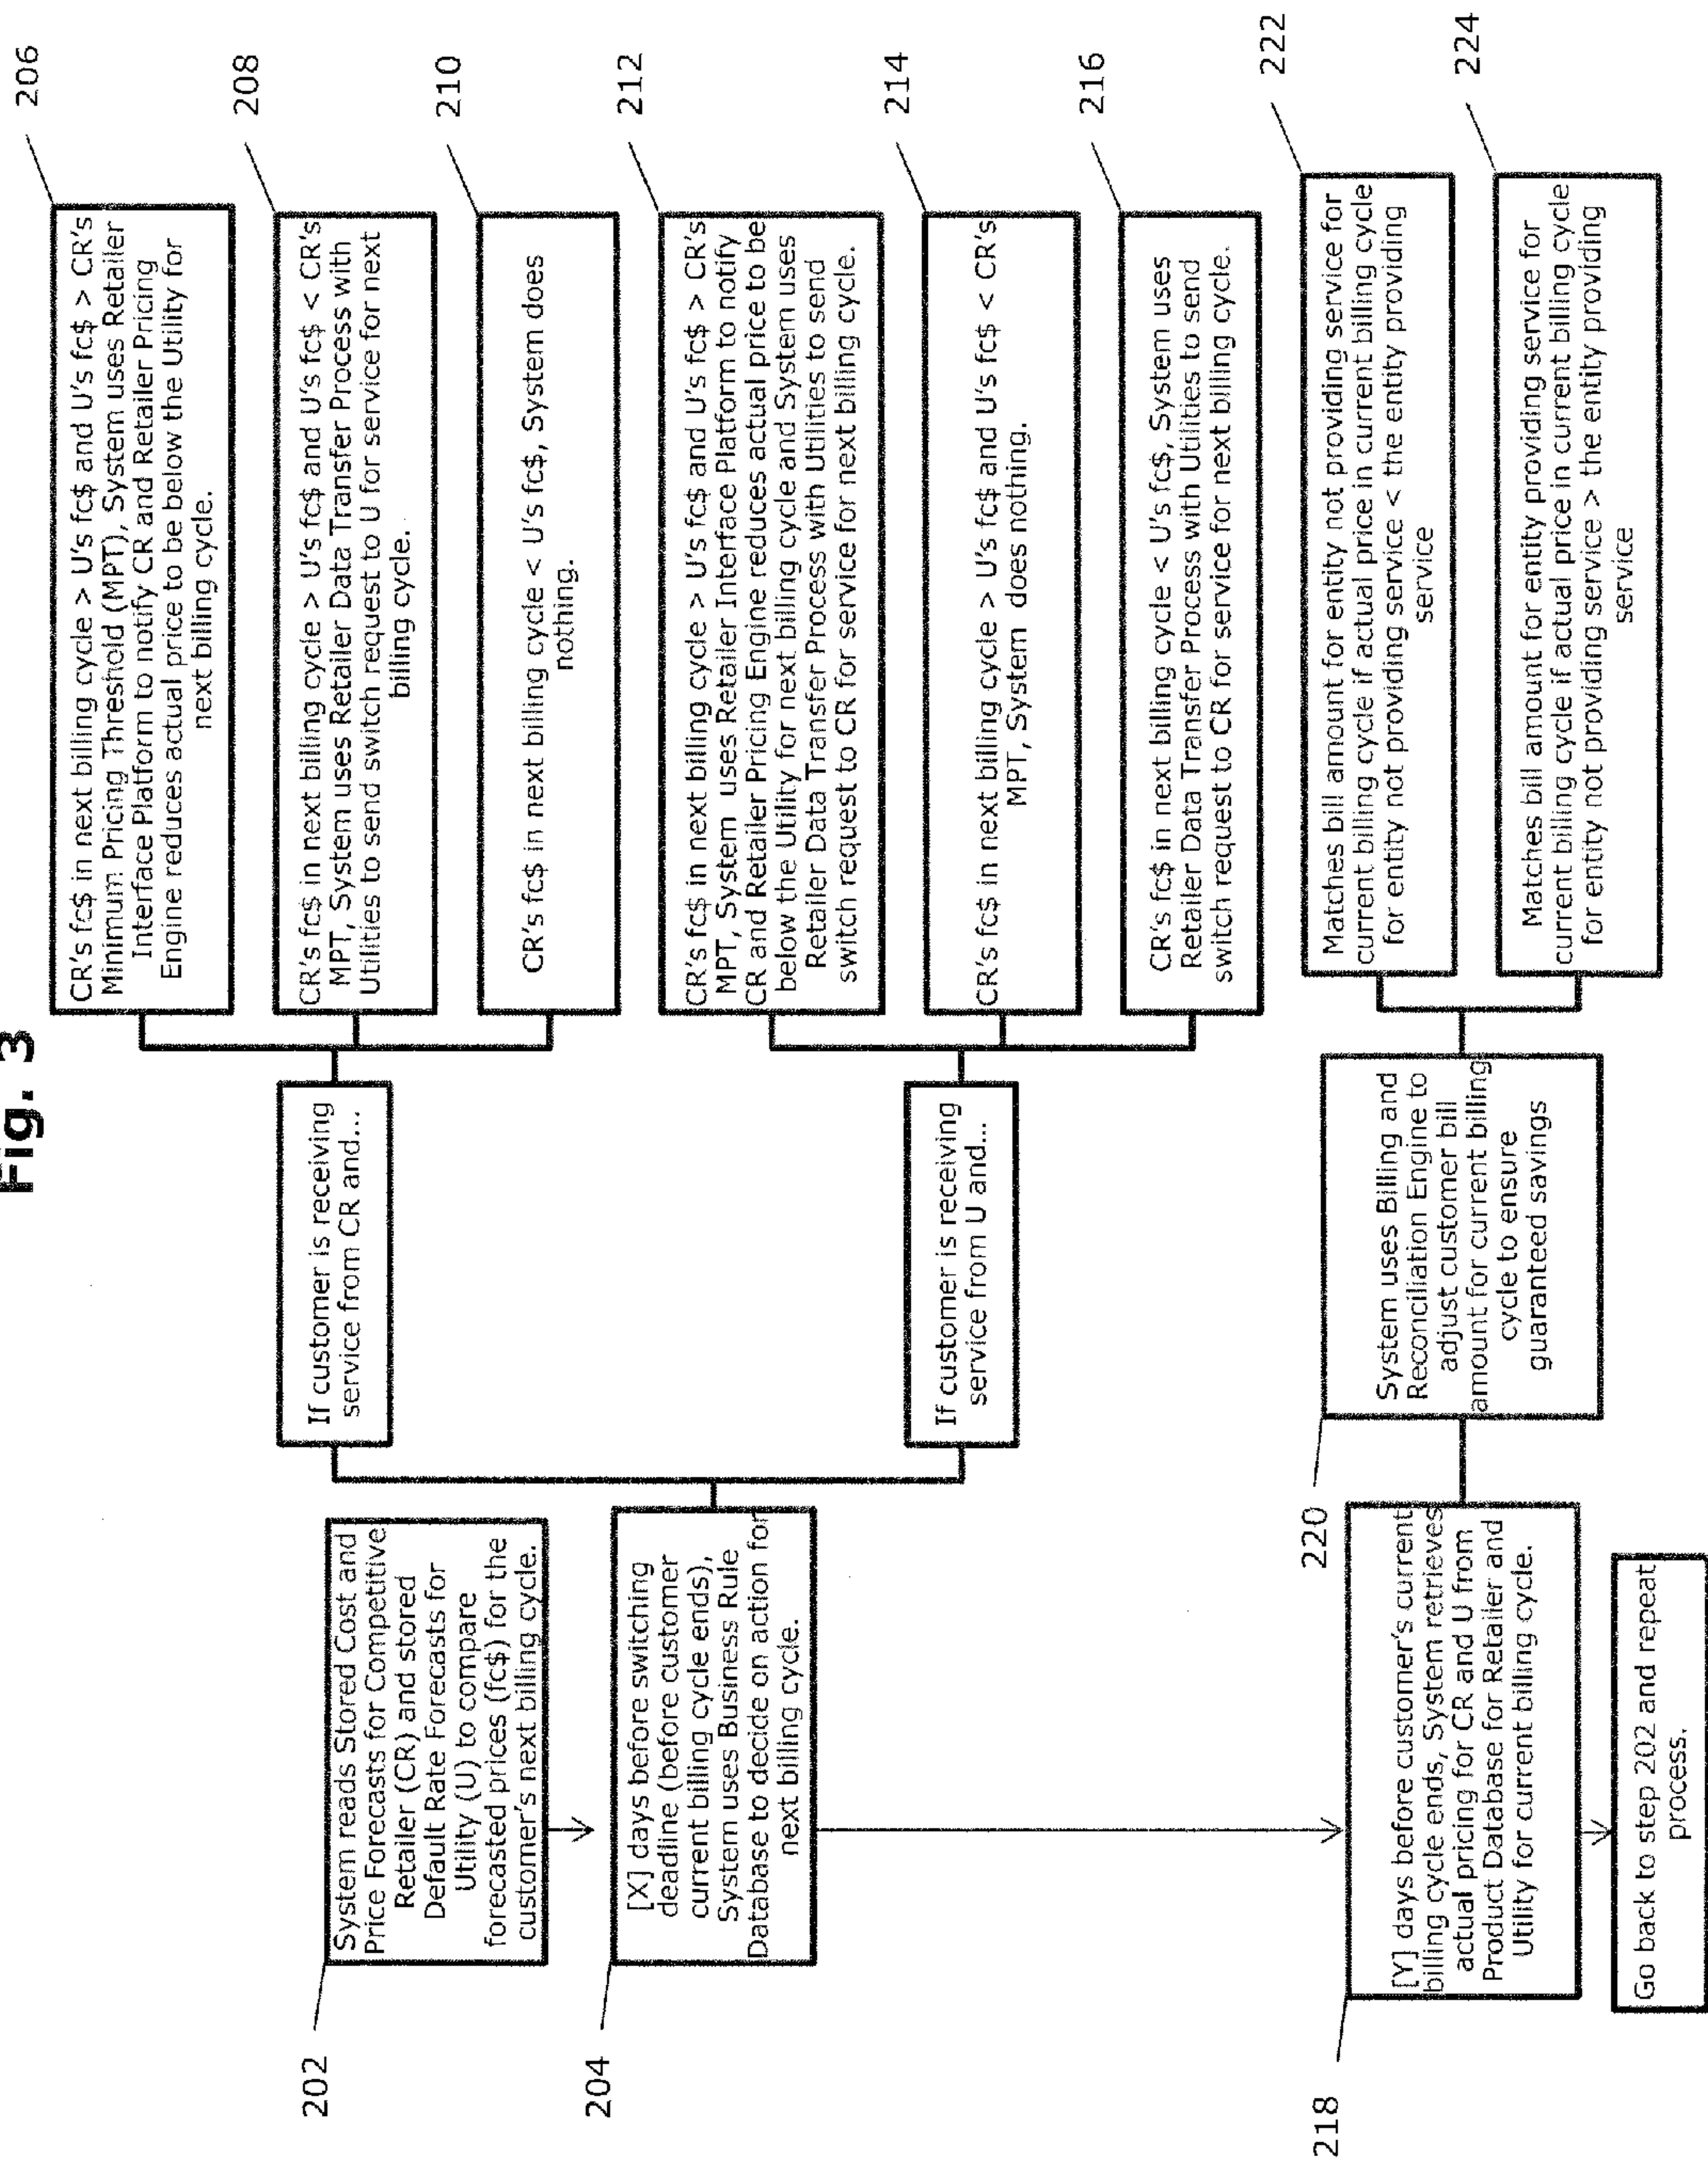 Fig. 3
202
System reads Stored Cost and
Price Forecasts for Competitive
Retailer (CR) and stored
Default Rate Forecasts for
Utility (U) to compare
forecasted prices (fc$) for the
customer's next billing cycle.
204
[X] days before switching
deadline (before customer
current billing cycle ends),
System uses Business Rule
Database to decide on action for
next billing cycle.
If customer is receiving
service from CR and...
206
CR's fc$ in next billing cycle > U's fc$ and U's fc$ > CR's
Minimum Pricing Threshold (MPT), System uses Retailer
Interface Platform to notify CR and Retailer Pricing
Engine reduces actual price to be below the Utility for
next billing cycle.
208
CR's fc$ in next billing cycle > U's fc$ and U's fc$ < CR's
MPT, System uses Retailer Data Transfer Process with
Utilities to send switch request to U for service for next
billing cycle.
210
CR's fc$ in next billing cycle < U's fc$, System does
nothing.
If customer is receiving
service from U and...
212
CR's fc$ in next billing cycle > U's fc$ and U's fc$ > CR's
MPT, System uses Retailer Interface Platform to notify
CR and Retailer Pricing Engine reduces actual price to be
below the Utility for next billing cycle and System uses
Retailer Data Transfer Process with Utilities to send
switch request to CR for service for next billing cycle.
214
CR's fc$ in next billing cycle > U's fc$ and U's fc$ < CR's
MPT, System does nothing.
216
CR's fc$ in next billing cycle < U's fc$, System uses
Retailer Data Transfer Process with Utilities to send
switch request to CR for service for next billing cycle.
218
[Y] days before customer's current
billing cycle ends, System retrieves
actual pricing for CR and U from
Product Database for Retailer and
Utility for current billing cycle.
220
System uses Billing and
Reconciliation Engine to
adjust customer bill
amount for current billing
cycle to ensure
guaranteed savings
222
Matches bill amount for entity not providing service for
current billing cycle if actual price in current billing cycle
for entity not providing service < the entity providing
service
224
Matches bill amount for entity providing service for
current billing cycle if actual price in current billing cycle
for entity not providing service > the entity providing
service
Go back to step 202 and repeat
process.